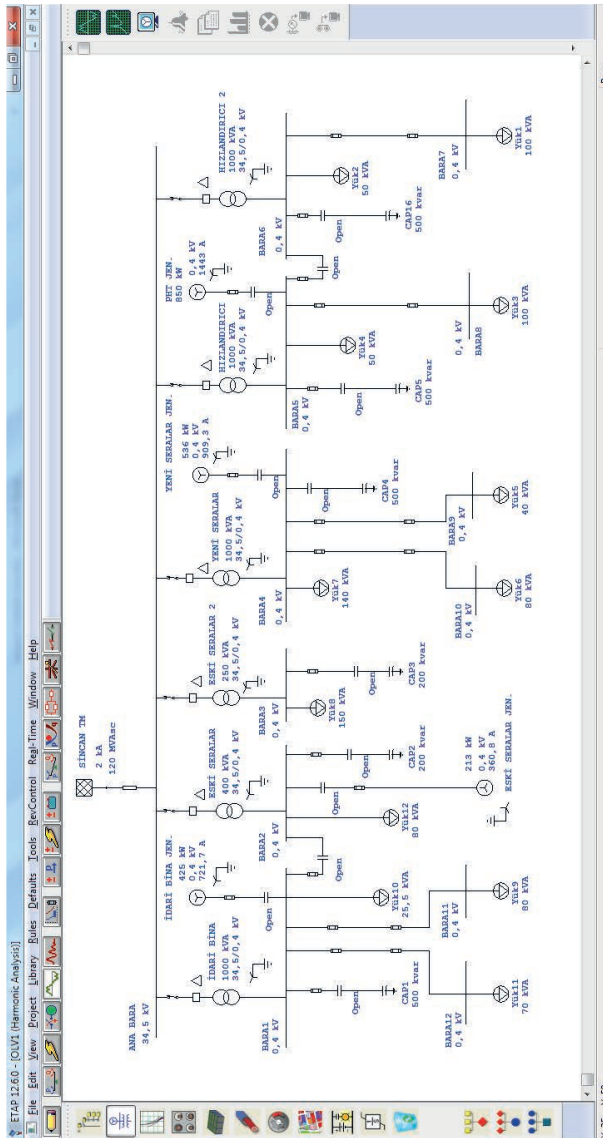 ETAP 12.6.0 - [OLV1 (Harmonic Analysis)]
File Edit View Project Library Rules Defaults Tools RevControl Real-Time Window Help
SİNCAN TM
2 kA
120 MVAsc
ANA BARA
34,5 kV
İDARİ BİNA
1000 kVA
34,5/0,4 kV
İDARİ BİNA JEN.
425 kW
0,4 kV
721,7 A
ESKİ SERALAR
400 kVA
34,5/0,4 kV
ESKİ SERALAR 2
250 kVA
34,5/0,4 kV
YENİ SERALAR
1000 kVA
34,5/0,4 kV
YENİ SERALAR JEN.
536 kW
0,4 kV
909,3 A
HIZLANDIRICI
1000 kVA
34,5/0,4 kV
PHT JEN.
850 kW
0,4 kV
1443 A
HIZLANDIRICI 2
1000 kVA
34,5/0,4 kV
BARA1
0,4 kV
Open
BARA2
0,4 kV
Open
Open
BARA3
0,4 kV
BARA4
0,4 kV
Open
BARA5
0,4 kV
Open
BARA6
0,4 kV
Open
Open
CAP1
500 kvar
Yük10
25,5 kVA
Yük12
80 kVA
Open
CAP2
200 kvar
Yük8
150 kVA
Open
CAP3
200 kvar
Yük7
140 kVA
Open
CAP4
500 kvar
Open
CAP5
500 kvar
Yük4
50 kVA
Open
CAP16
500 kvar
Yük2
50 kVA
BARA12
0,4 kV
Yük11
70 kVA
BARA11
0,4 kV
Yük9
80 kVA
213 kW
0,4 kV
360,8 A
ESKİ SERALAR JEN.
BARA10
0,4 kV
Yük6
80 kVA
BARA9
0,4 kV
Yük5
40 kVA
0,4 kV
BARA8
Yük3
100 kVA
BARA7
0,4 kV
Yük1
100 kVA